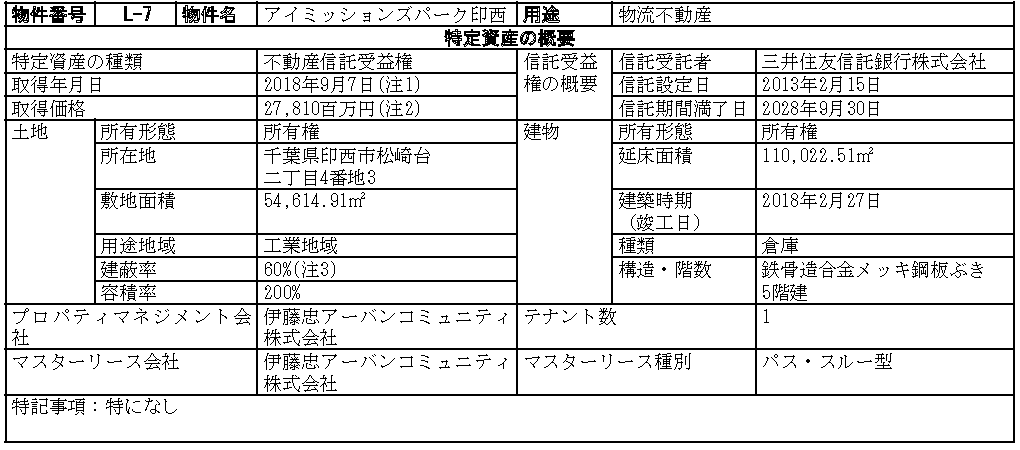 物件番号 L-7 物件名 アイミッションズパーク印西 用途 物流不動産
特定資産の概要
特定資産の種類 不動産信託受益権 信託受益 信託受託者 三井住友信託銀行株式会社
取得年月日 2018年9月7日(注1) 権の概要 信託設定日 2013年2月15日
取得価格 27,810百万円(注2) 信託期間満了日 2028年9月30日
土地 所有形態 所有権 建物 所有形態 所有権
所在地 千葉県印西市松崎台 延床面積 110,022.51㎡
二丁目4番地3
敷地面積 54,614.91㎡ 建築時期 2018年2月27日
(竣工日)
用途地域 工業地域 種類 倉庫
建蔽率 60%(注3) 構造・階数 鉄骨造合金メッキ鋼板ぶき
容積率 200% 5階建
プロパティマネジメント会 伊藤忠アーバンコミュニティ テナント数 1
社 株式会社
マスターリース会社 伊藤忠アーバンコミュニティ マスターリース種別 パス・スルー型
株式会社
特記事項：特になし